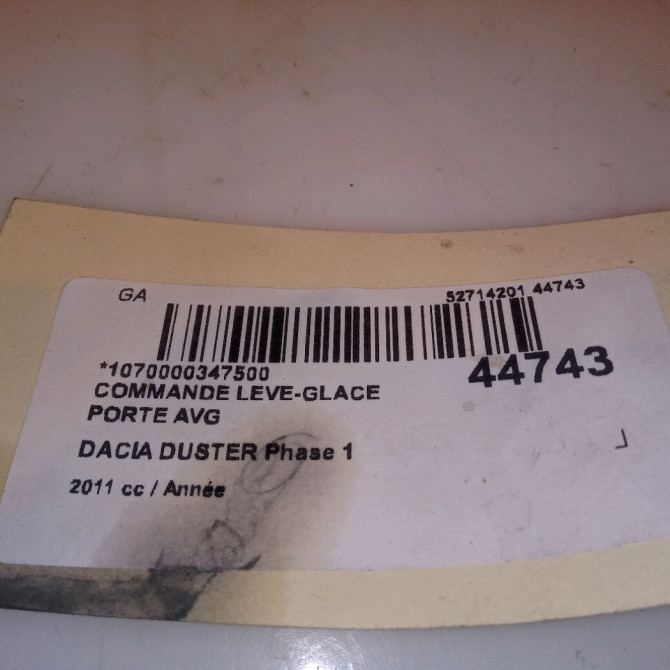 GA 52714201 44743
*1070000347500 44743
COMMANDE LEVE-GLACE
PORTE AVG
DACIA DUSTER Phase 1
2011 cc / Année